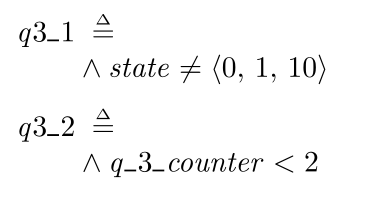 q3_1 ≜
∧ state ≠ ⟨0, 1, 10⟩
q3_2 ≜
∧ q_3_counter < 2